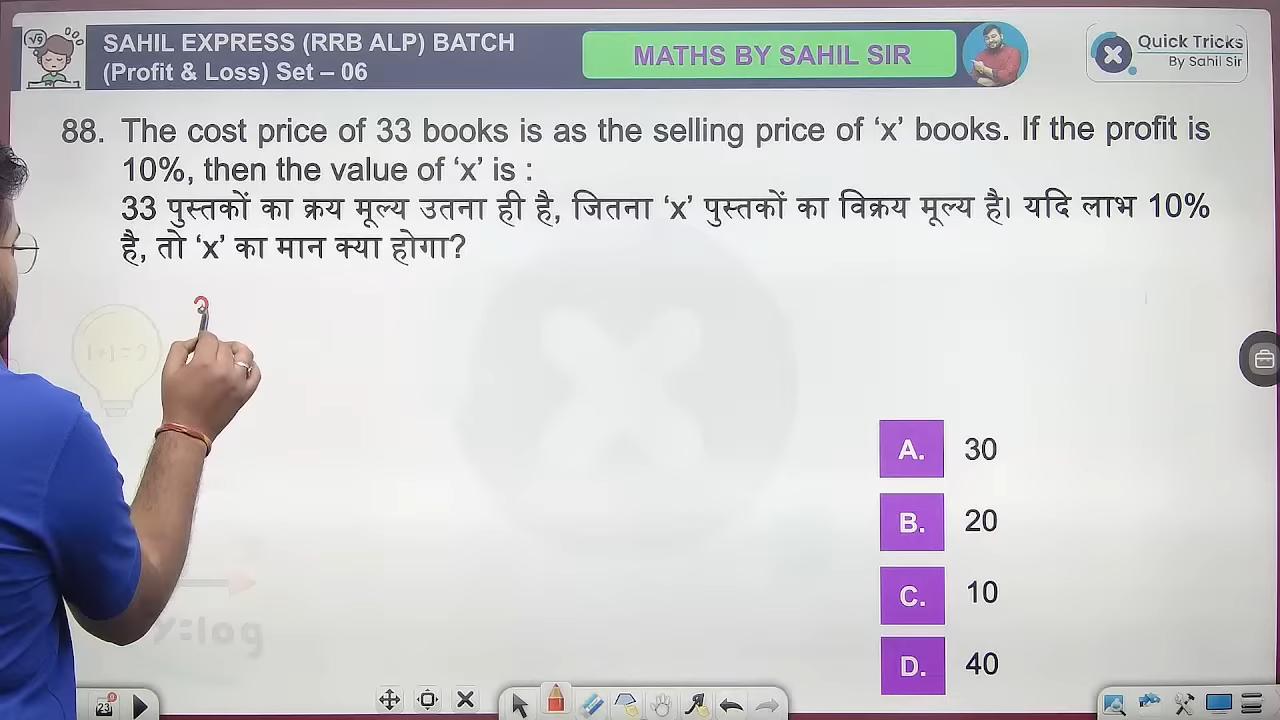 SAHIL EXPRESS (RRB ALP) BATCH
(Profit & Loss) Set – 06
MATHS BY SAHIL SIR
Quick Tricks
By Sahil Sir
88. The cost price of 33 books is as the selling price of ‘x’ books. If the profit is
10%, then the value of ‘x’ is :
33 पुस्तकों का क्रय मूल्य उतना ही है, जितना ‘x’ पुस्तकों का विक्रय मूल्य है। यदि लाभ 10%
है, तो ‘x’ का मान क्या होगा?
A. 30
B. 20
C. 10
D. 40
y=log
23